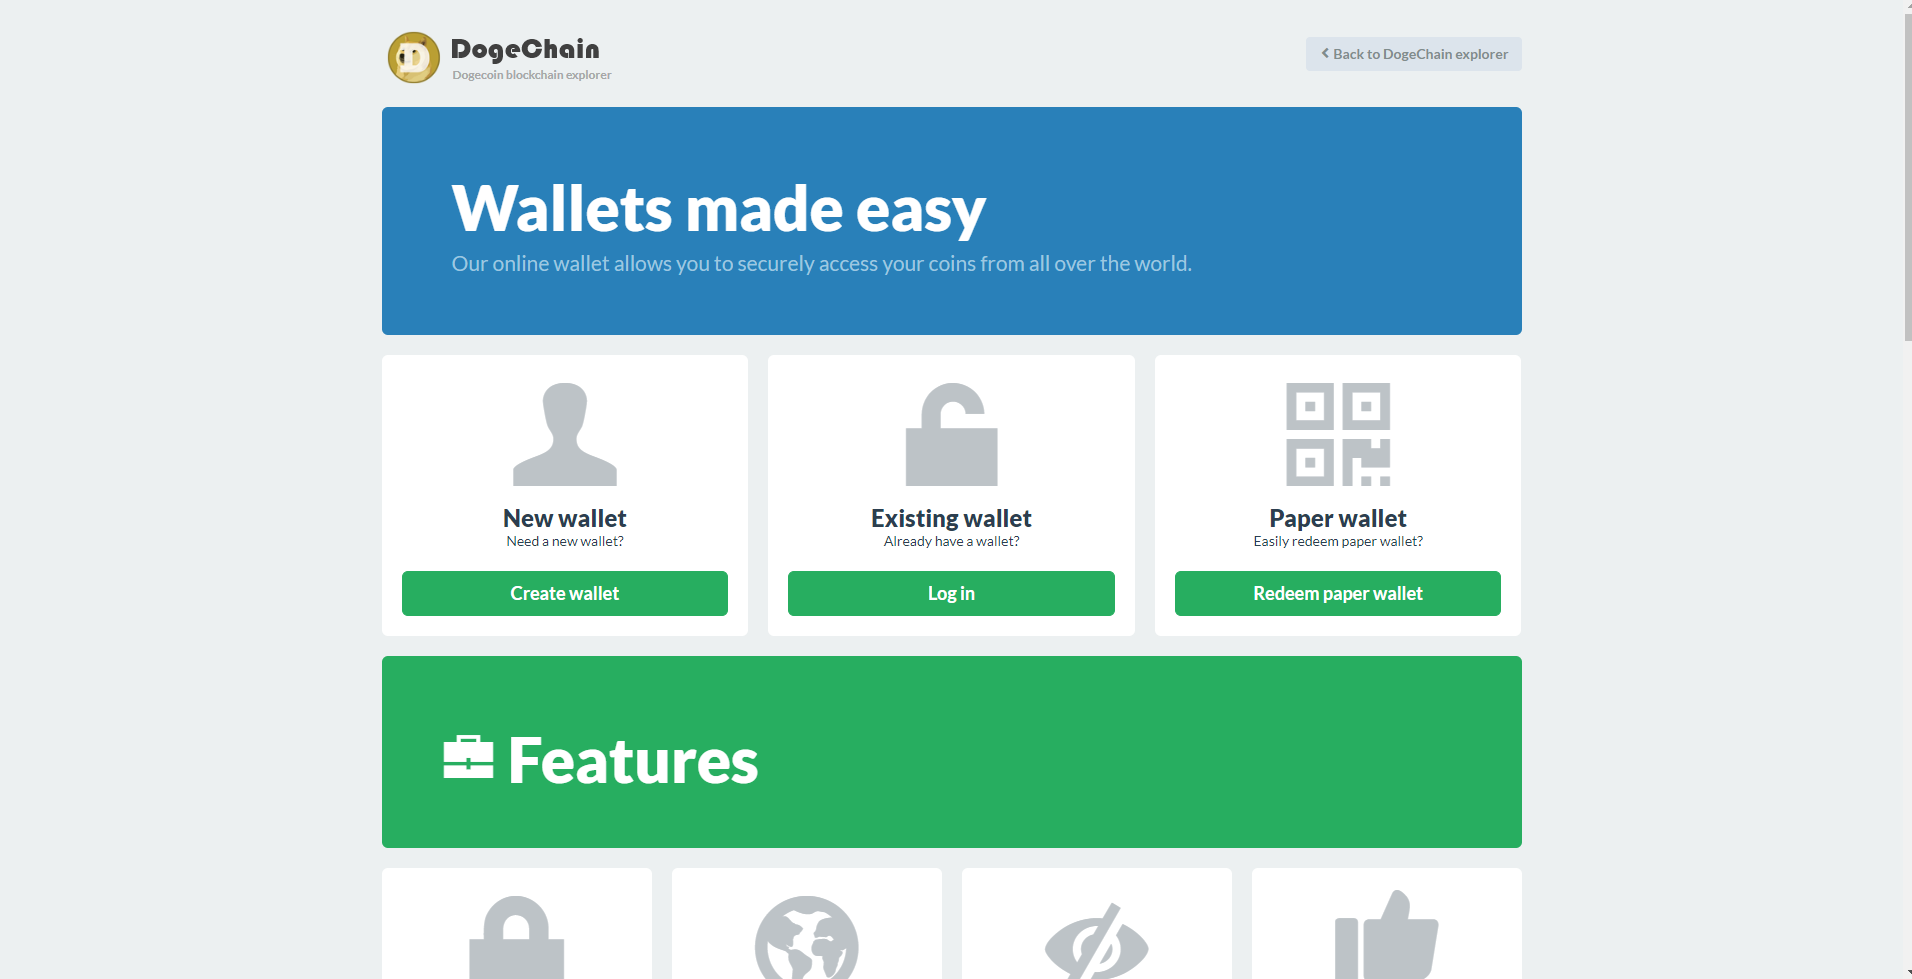 DogeChain
Dogecoin blockchain explorer
Back to DogeChain explorer
Wallets made easy
Our online wallet allows you to securely access your coins from all over the world.
New wallet
Need a new wallet?
Create wallet
Existing wallet
Already have a wallet?
Log in
Paper wallet
Easily redeem paper wallet?
Redeem paper wallet
Features